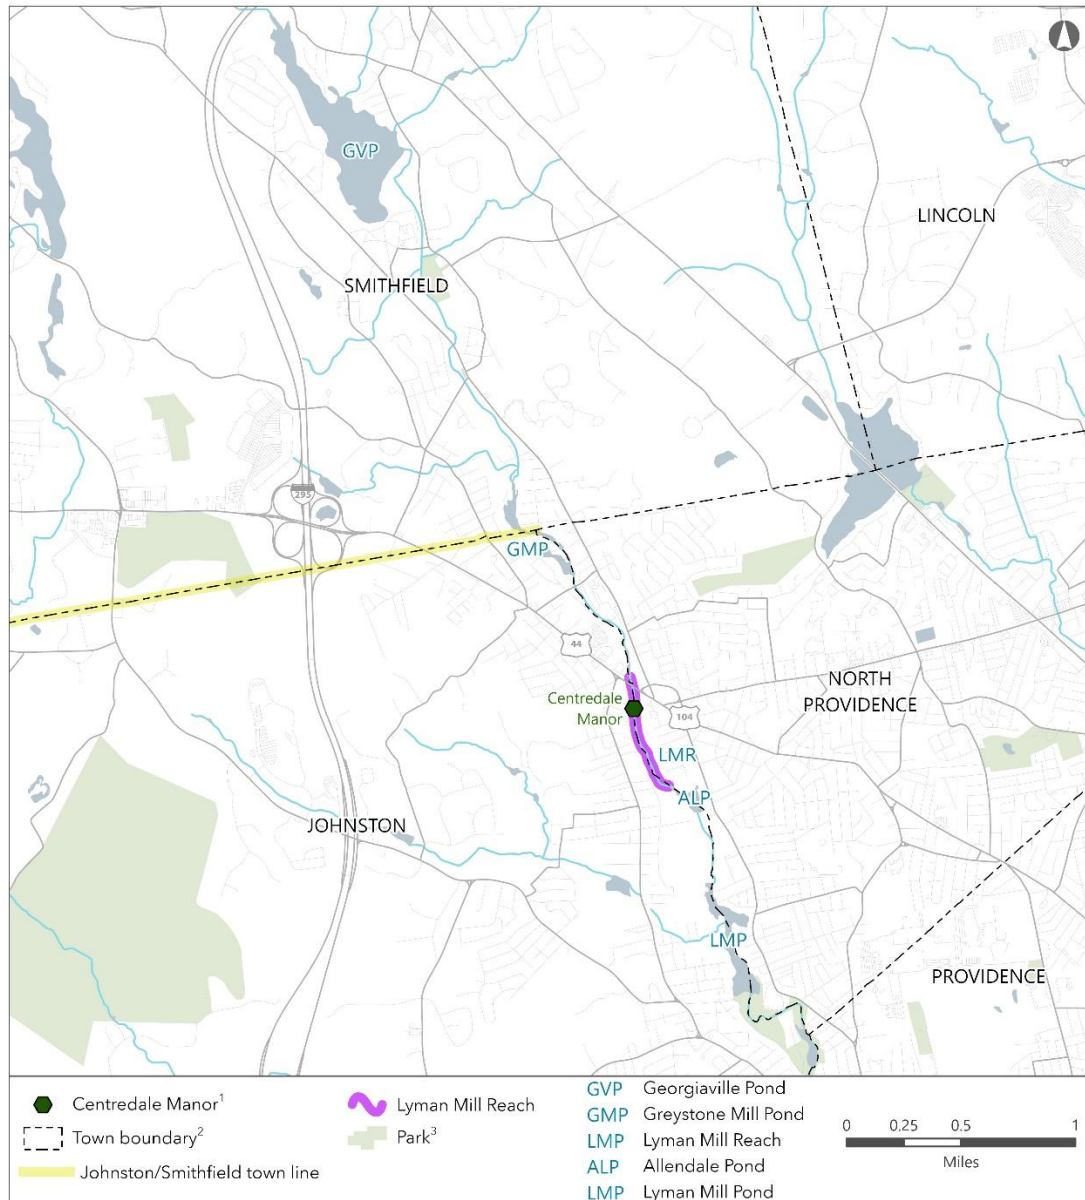 GVP
LINCOLN
SMITHFIELD
295
GMP
44
NORTH
PROVIDENCE
Centredale
Manor
104
LMR
ALP
JOHNSTON
LMP
PROVIDENCE
Centredale Manor¹
Town boundary²
Johnston/Smithfield town line
Lyman Mill Reach
Park³
GVP Georgiaville Pond
GMP Greystone Mill Pond
LMP Lyman Mill Reach
ALP Allendale Pond
LMP Lyman Mill Pond
0 0.25 0.5 1
Miles